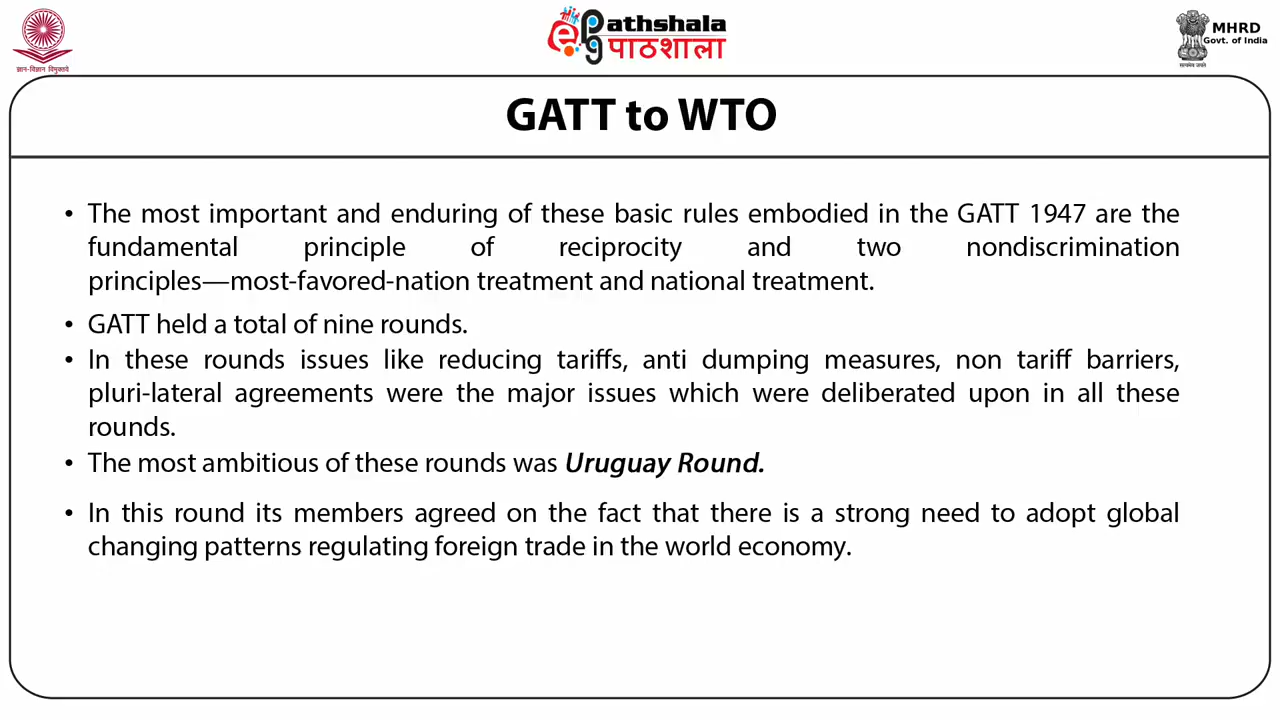 ज्ञान-विज्ञान विमुक्तये
ePathshala
पाठशाला
MHRD
Govt. of India
सत्यमेव जयते
GATT to WTO
• The most important and enduring of these basic rules embodied in the GATT 1947 are the
fundamental principle of reciprocity and two nondiscrimination
principles—most-favored-nation treatment and national treatment.
• GATT held a total of nine rounds.
• In these rounds issues like reducing tariffs, anti dumping measures, non tariff barriers,
pluri-lateral agreements were the major issues which were deliberated upon in all these
rounds.
• The most ambitious of these rounds was Uruguay Round.
• In this round its members agreed on the fact that there is a strong need to adopt global
changing patterns regulating foreign trade in the world economy.